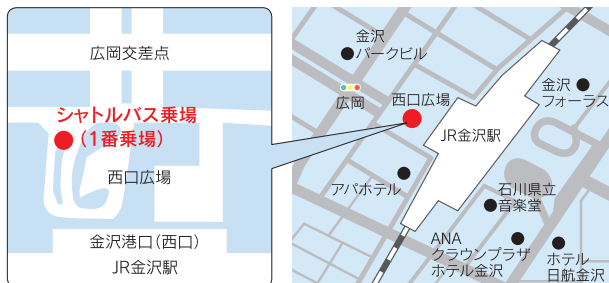 広岡交差点
シャトルバス乗場
(1番乗場)
西口広場
金沢港口(西口)
JR金沢駅
金沢
パークビル
広岡
西口広場
金沢
フォーラス
JR金沢駅
アパホテル
石川県立
音楽堂
ANA
クラウンプラザ
ホテル金沢
ホテル
日航金沢